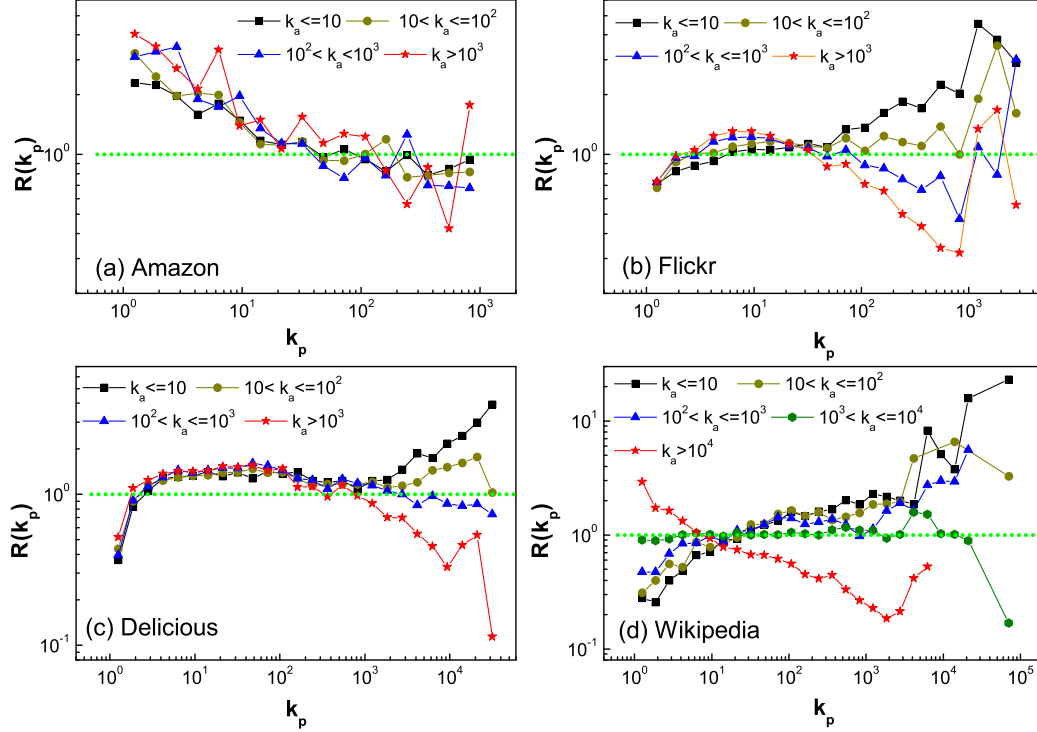 k_a<=10 10< k_a<=10^2
10^2< k_a<10^3 k_a>10^3
R(k_p)
10^0
(a) Amazon
10^0 10^1 10^2 10^3
k_p
k_a<=10 10< k_a<=10^2
10^2< k_a<=10^3 k_a>10^3
R(k_p)
10^0
(b) Flickr
10^0 10^1 10^2 10^3
k_p
k_a<=10 10< k_a<=10^2
10^2< k_a<=10^3 k_a>10^3
R(k_p)
10^0
10^-1
(c) Delicious
10^0 10^1 10^2 10^3 10^4
k_p
k_a<=10 10< k_a<=10^2
10^2< k_a<=10^3 10^3< k_a<=10^4
k_a>10^4
R(k_p)
10^1
10^0
10^-1
(d) Wikipedia
10^0 10^1 10^2 10^3 10^4 10^5
k_p